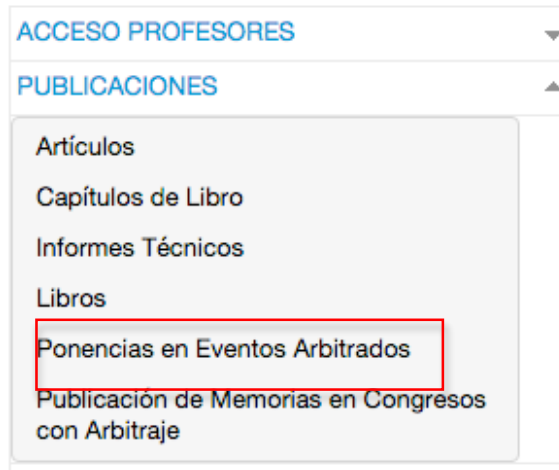 ACCESO PROFESORES
PUBLICACIONES
Artículos
Capítulos de Libro
Informes Técnicos
Libros
Ponencias en Eventos Arbitrados
Publicación de Memorias en Congresos
con Arbitraje